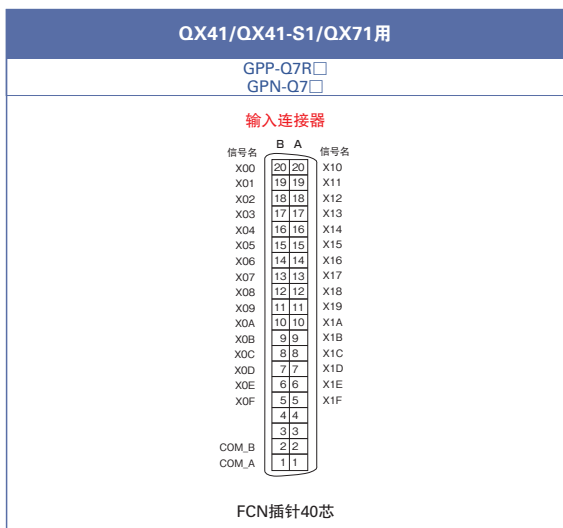 QX41/QX41-S1/QX71用
GPP-Q7R□
GPN-Q7□
输入连接器
B A
信号名 信号名
X00 20 20 X10
X01 19 19 X11
X02 18 18 X12
X03 17 17 X13
X04 16 16 X14
X05 15 15 X15
X06 14 14 X16
X07 13 13 X17
X08 12 12 X18
X09 11 11 X19
X0A 10 10 X1A
X0B 9 9 X1B
X0C 8 8 X1C
X0D 7 7 X1D
X0E 6 6 X1E
X0F 5 5 X1F
4 4
3 3
COM_B 2 2
COM_A 1 1
FCN插针40芯